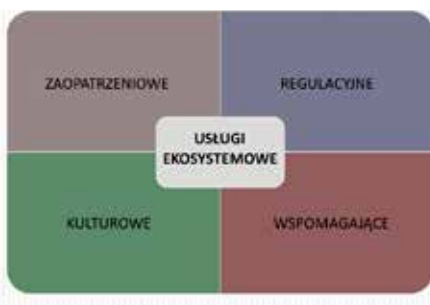 ZAOPATRZENIOWE
REGULACYJNE
USŁUGI
EKOSYSTEMOWE
KULTUROWE
WSPOMAGAJĄCE